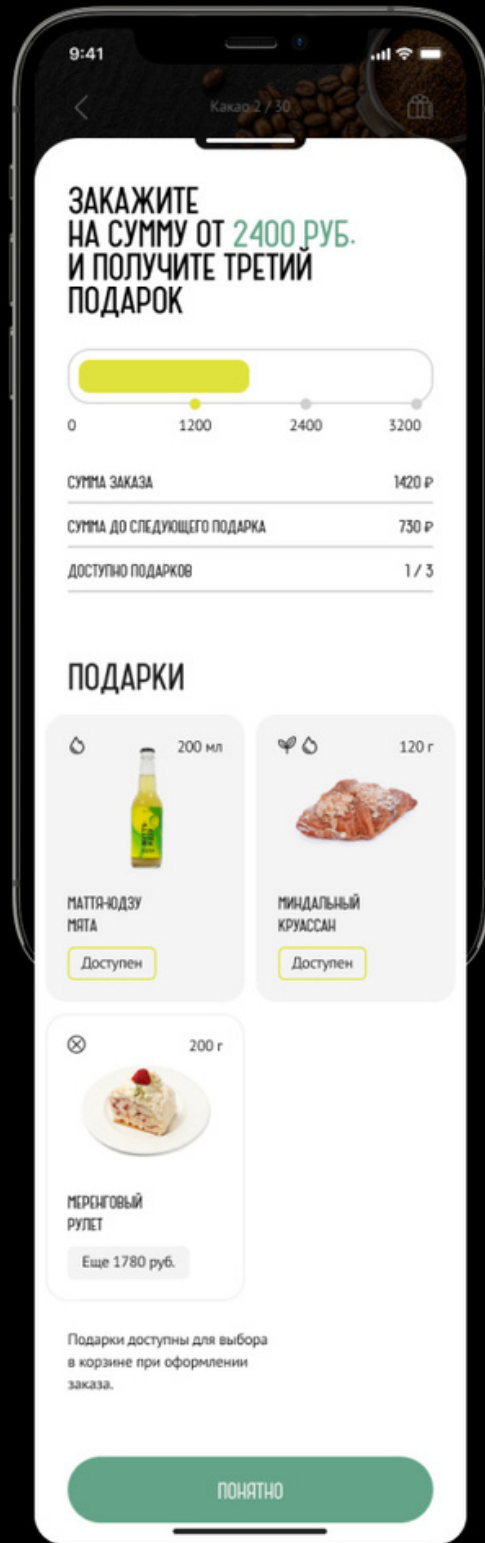 9:41
Какао 2 / 30
ЗАКАЖИТЕ
НА СУММУ ОТ 2400 РУБ.
И ПОЛУЧИТЕ ТРЕТИЙ
ПОДАРОК
0 1200 2400 3200
СУММА ЗАКАЗА 1420 ₽
СУММА ДО СЛЕДУЮЩЕГО ПОДАРКА 730 ₽
ДОСТУПНО ПОДАРКОВ 1 / 3
ПОДАРКИ
200 мл
МАТТЯ-ЮДЗУ
МЯТА
Доступен
120 г
МИНДАЛЬНЫЙ
КРУАССАН
Доступен
200 г
МЕРЕНГОВЫЙ
РУЛЕТ
Еще 1780 руб.
Подарки доступны для выбора
в корзине при оформлении
заказа.
ПОНЯТНО